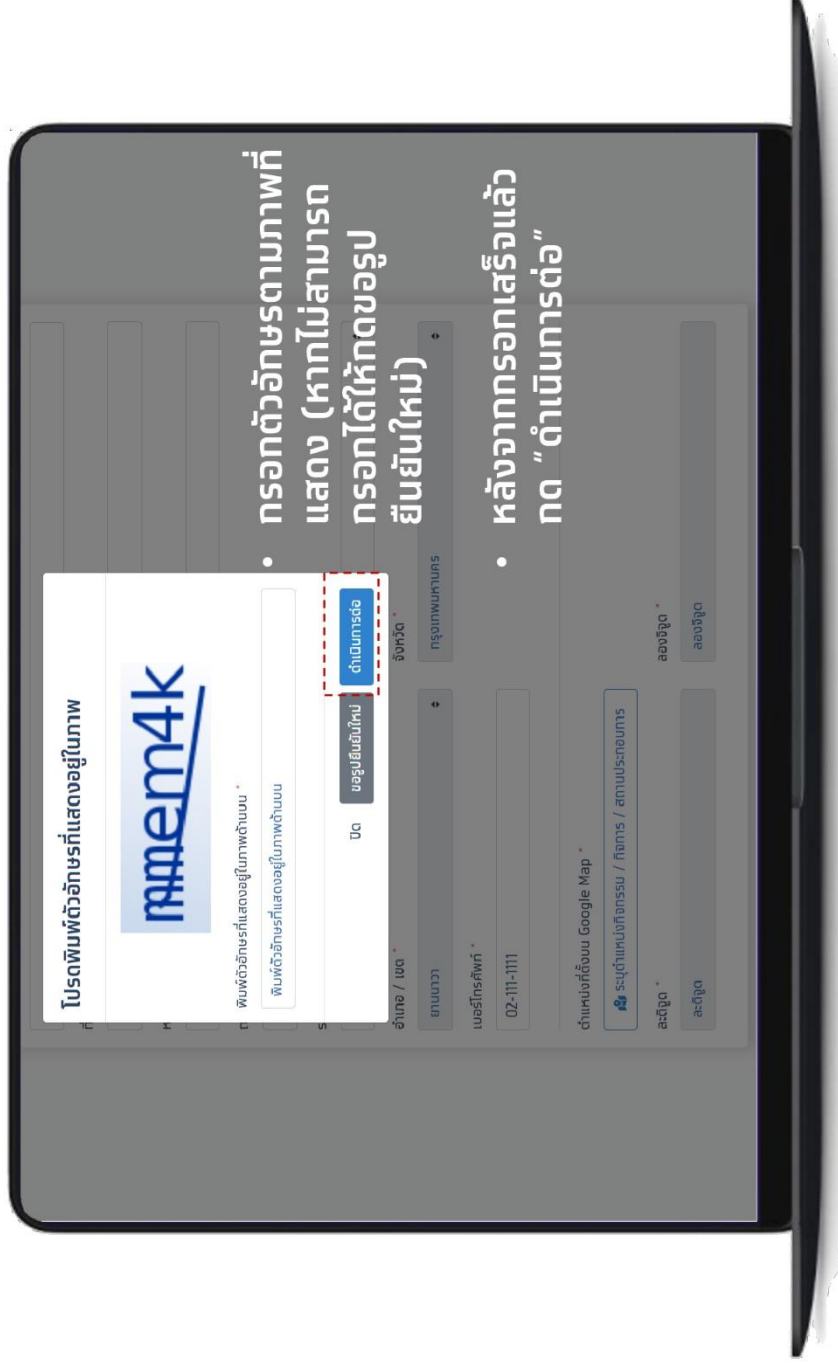 โปรดพิมพ์ตัวอักษรที่แสดงอยู่ในภาพ
mmem4k
พิมพ์ตัวอักษรที่แสดงอยู่ในภาพด้านบน *
พิมพ์ตัวอักษรที่แสดงอยู่ในภาพด้านบน
ปิด
ขอรูปยืนยันใหม่
ดำเนินการต่อ
• กรอกตัวอักษรตามภาพที่
แสดง (หากไม่สามารถ
กรอกได้ให้กดขอรูป
ยืนยันใหม่)
• หลังจากกรอกเสร็จแล้ว
กด “ดำเนินการต่อ”
อำเภอ / เขต *
ยานนาวา
จังหวัด *
กรุงเทพมหานคร
เบอร์โทรศัพท์ *
02-111-1111
ตำแหน่งที่ตั้งบน Google Map *
ระบุตำแหน่งกิจกรรม / กิจการ / สถานประกอบการ
ละติจูด *
ละติจูด
ลองจิจูด *
ลองจิจูด